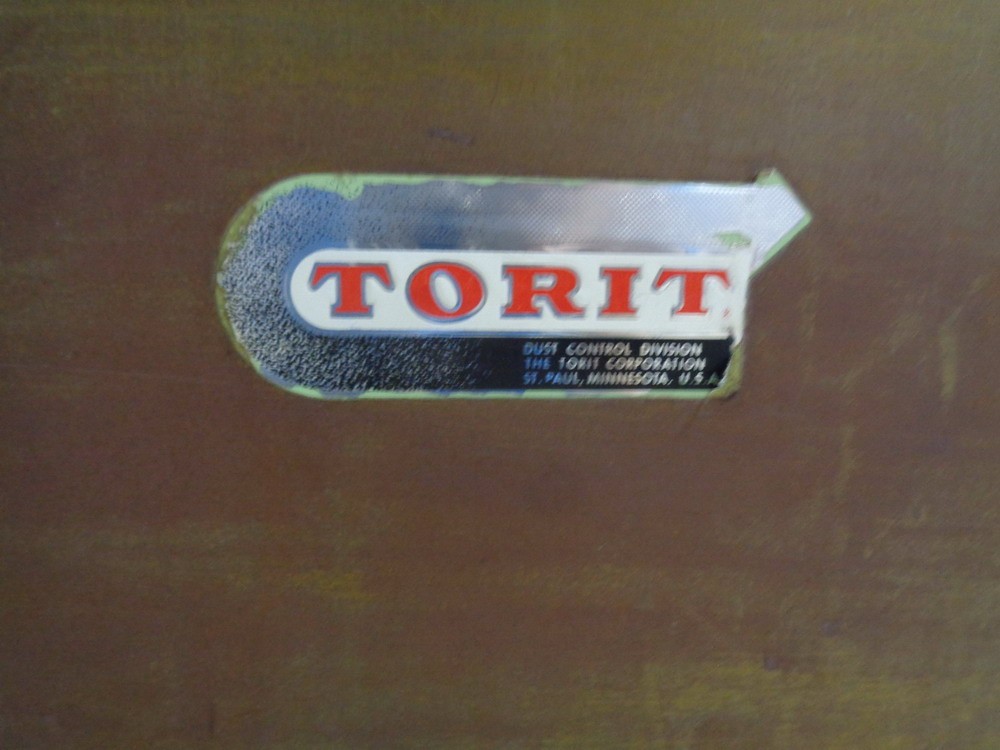 TORIT
DUST CONTROL DIVISION
THE TORIT CORPORATION
ST. PAUL, MINNESOTA, U.S.A